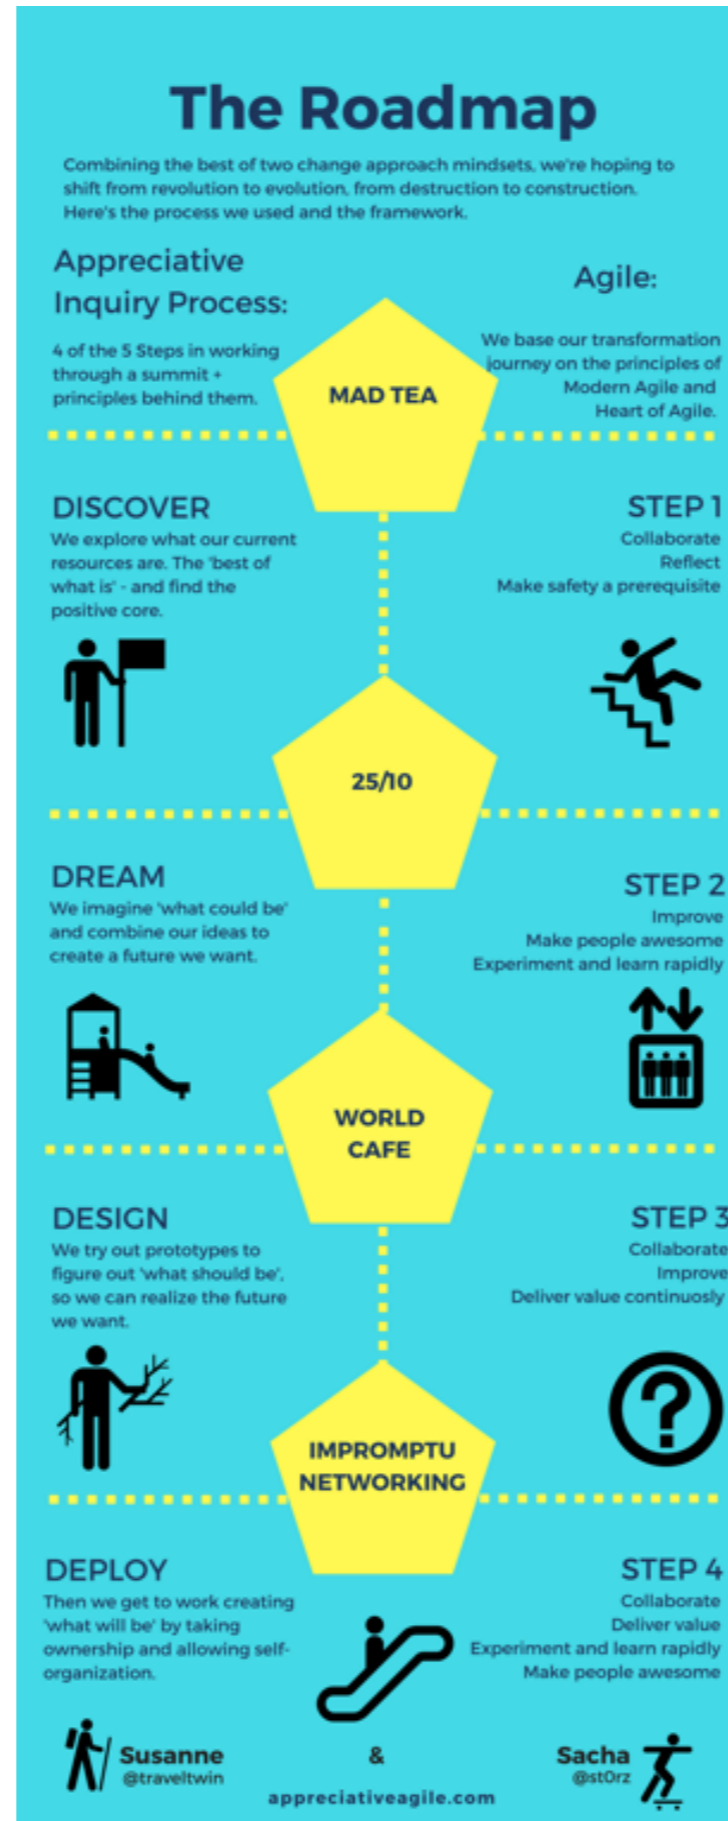 The Roadmap
Combining the best of two change approach mindsets, we're hoping to
shift from revolution to evolution, from destruction to construction.
Here's the process we used and the framework.
Appreciative
Inquiry Process:
4 of the 5 Steps in working
through a summit +
principles behind them.
Agile:
We base our transformation
journey on the principles of
Modern Agile and
Heart of Agile.
MAD TEA
DISCOVER
We explore what our current
resources are. The 'best of
what is' - and find the
positive core.
STEP 1
Collaborate
Reflect
Make safety a prerequisite
25/10
DREAM
We imagine 'what could be'
and combine our ideas to
create a future we want.
STEP 2
Improve
Make people awesome
Experiment and learn rapidly
WORLD
CAFE
DESIGN
We try out prototypes to
figure out 'what should be',
so we can realize the future
we want.
STEP 3
Collaborate
Improve
Deliver value continuosly
?
IMPROMPTU
NETWORKING
DEPLOY
Then we get to work creating
'what will be' by taking
ownership and allowing self-
organization.
STEP 4
Collaborate
Deliver value
Experiment and learn rapidly
Make people awesome
Susanne
@traveltwin
&
Sacha
@st0rz
appreciativeagile.com